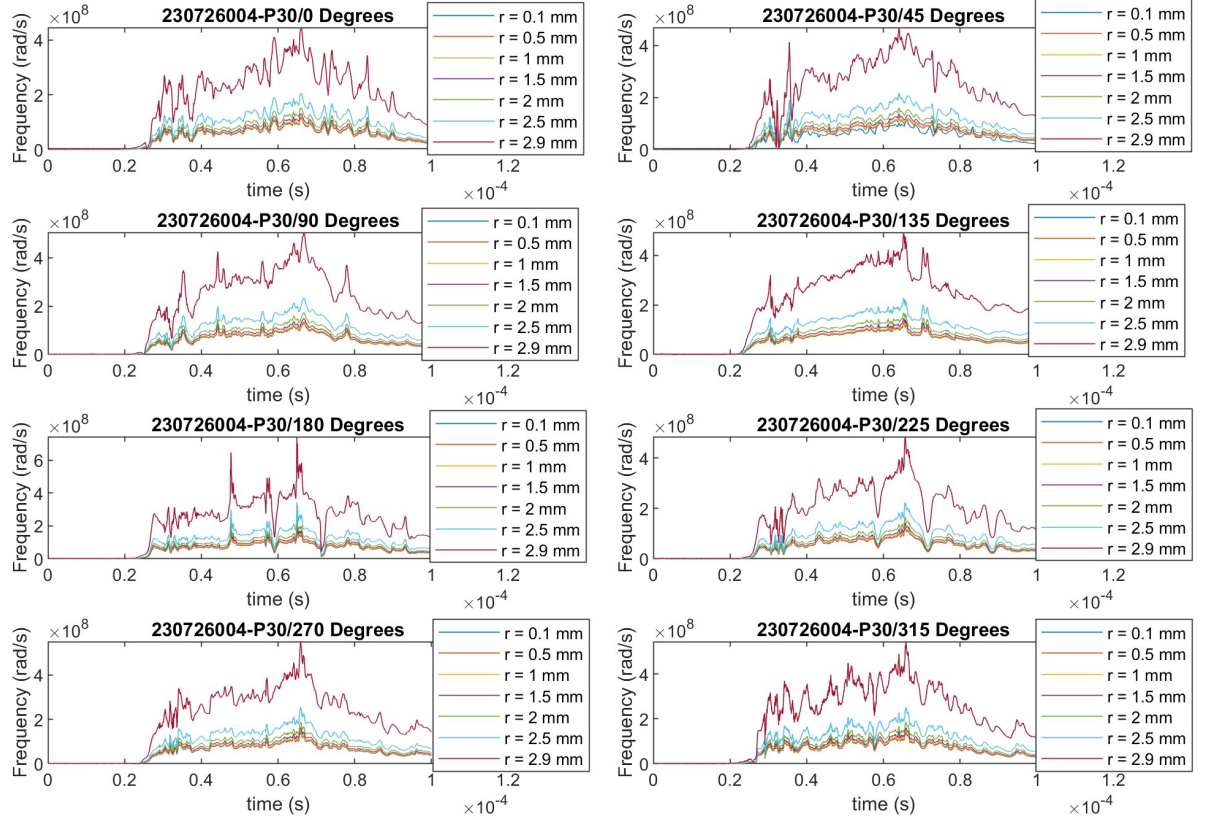 230726004-P30/0 Degrees
×10⁸
Frequency (rad/s)
4
2
0
0 0.2 0.4 0.6 0.8 1 1.2
×10⁻⁴
time (s)
r = 0.1 mm
r = 0.5 mm
r = 1 mm
r = 1.5 mm
r = 2 mm
r = 2.5 mm
r = 2.9 mm
230726004-P30/45 Degrees
×10⁸
Frequency (rad/s)
4
2
0
0 0.2 0.4 0.6 0.8 1 1.2
×10⁻⁴
time (s)
r = 0.1 mm
r = 0.5 mm
r = 1 mm
r = 1.5 mm
r = 2 mm
r = 2.5 mm
r = 2.9 mm
230726004-P30/90 Degrees
×10⁸
Frequency (rad/s)
4
2
0
0 0.2 0.4 0.6 0.8 1 1.2
×10⁻⁴
time (s)
r = 0.1 mm
r = 0.5 mm
r = 1 mm
r = 1.5 mm
r = 2 mm
r = 2.5 mm
r = 2.9 mm
230726004-P30/135 Degrees
×10⁸
Frequency (rad/s)
4
2
0
0 0.2 0.4 0.6 0.8 1 1.2
×10⁻⁴
time (s)
r = 0.1 mm
r = 0.5 mm
r = 1 mm
r = 1.5 mm
r = 2 mm
r = 2.5 mm
r = 2.9 mm
230726004-P30/180 Degrees
×10⁸
Frequency (rad/s)
6
4
2
0
0 0.2 0.4 0.6 0.8 1 1.2
×10⁻⁴
time (s)
r = 0.1 mm
r = 0.5 mm
r = 1 mm
r = 1.5 mm
r = 2 mm
r = 2.5 mm
r = 2.9 mm
230726004-P30/225 Degrees
×10⁸
Frequency (rad/s)
4
2
0
0 0.2 0.4 0.6 0.8 1 1.2
×10⁻⁴
time (s)
r = 0.1 mm
r = 0.5 mm
r = 1 mm
r = 1.5 mm
r = 2 mm
r = 2.5 mm
r = 2.9 mm
230726004-P30/270 Degrees
×10⁸
Frequency (rad/s)
4
2
0
0 0.2 0.4 0.6 0.8 1 1.2
×10⁻⁴
time (s)
r = 0.1 mm
r = 0.5 mm
r = 1 mm
r = 1.5 mm
r = 2 mm
r = 2.5 mm
r = 2.9 mm
230726004-P30/315 Degrees
×10⁸
Frequency (rad/s)
4
2
0
0 0.2 0.4 0.6 0.8 1 1.2
×10⁻⁴
time (s)
r = 0.1 mm
r = 0.5 mm
r = 1 mm
r = 1.5 mm
r = 2 mm
r = 2.5 mm
r = 2.9 mm